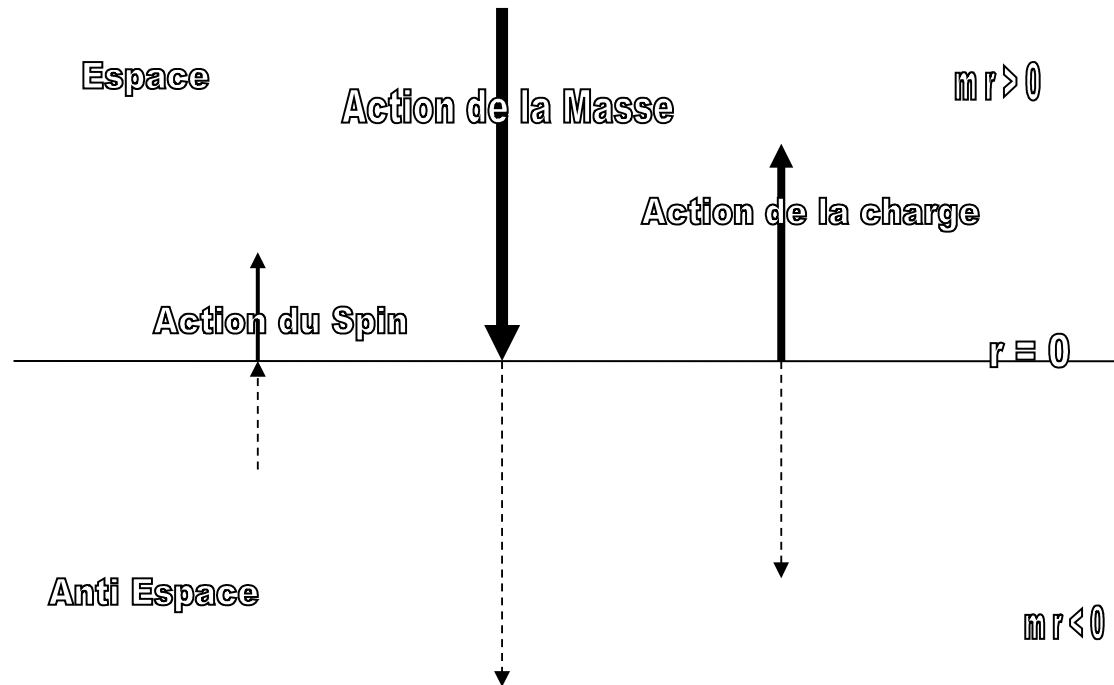 Espace
m r > 0
Action de la Masse
Action de la charge
Action du Spin
r = 0
Anti Espace
m r < 0